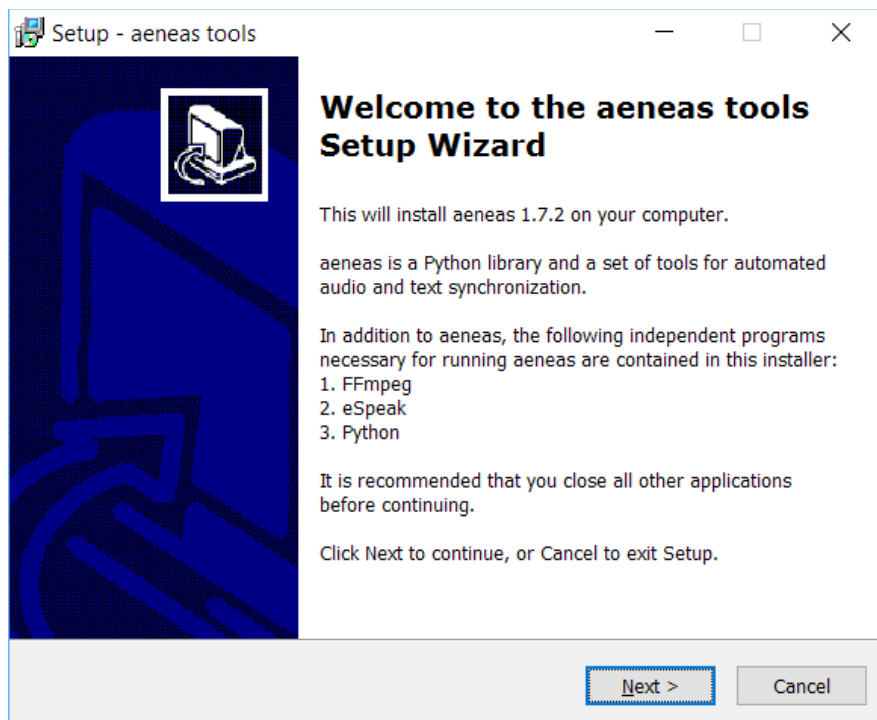 Setup - aeneas tools
Welcome to the aeneas tools
Setup Wizard
This will install aeneas 1.7.2 on your computer.
aeneas is a Python library and a set of tools for automated
audio and text synchronization.
In addition to aeneas, the following independent programs
necessary for running aeneas are contained in this installer:
1. FFmpeg
2. eSpeak
3. Python
It is recommended that you close all other applications
before continuing.
Click Next to continue, or Cancel to exit Setup.
Next >
Cancel